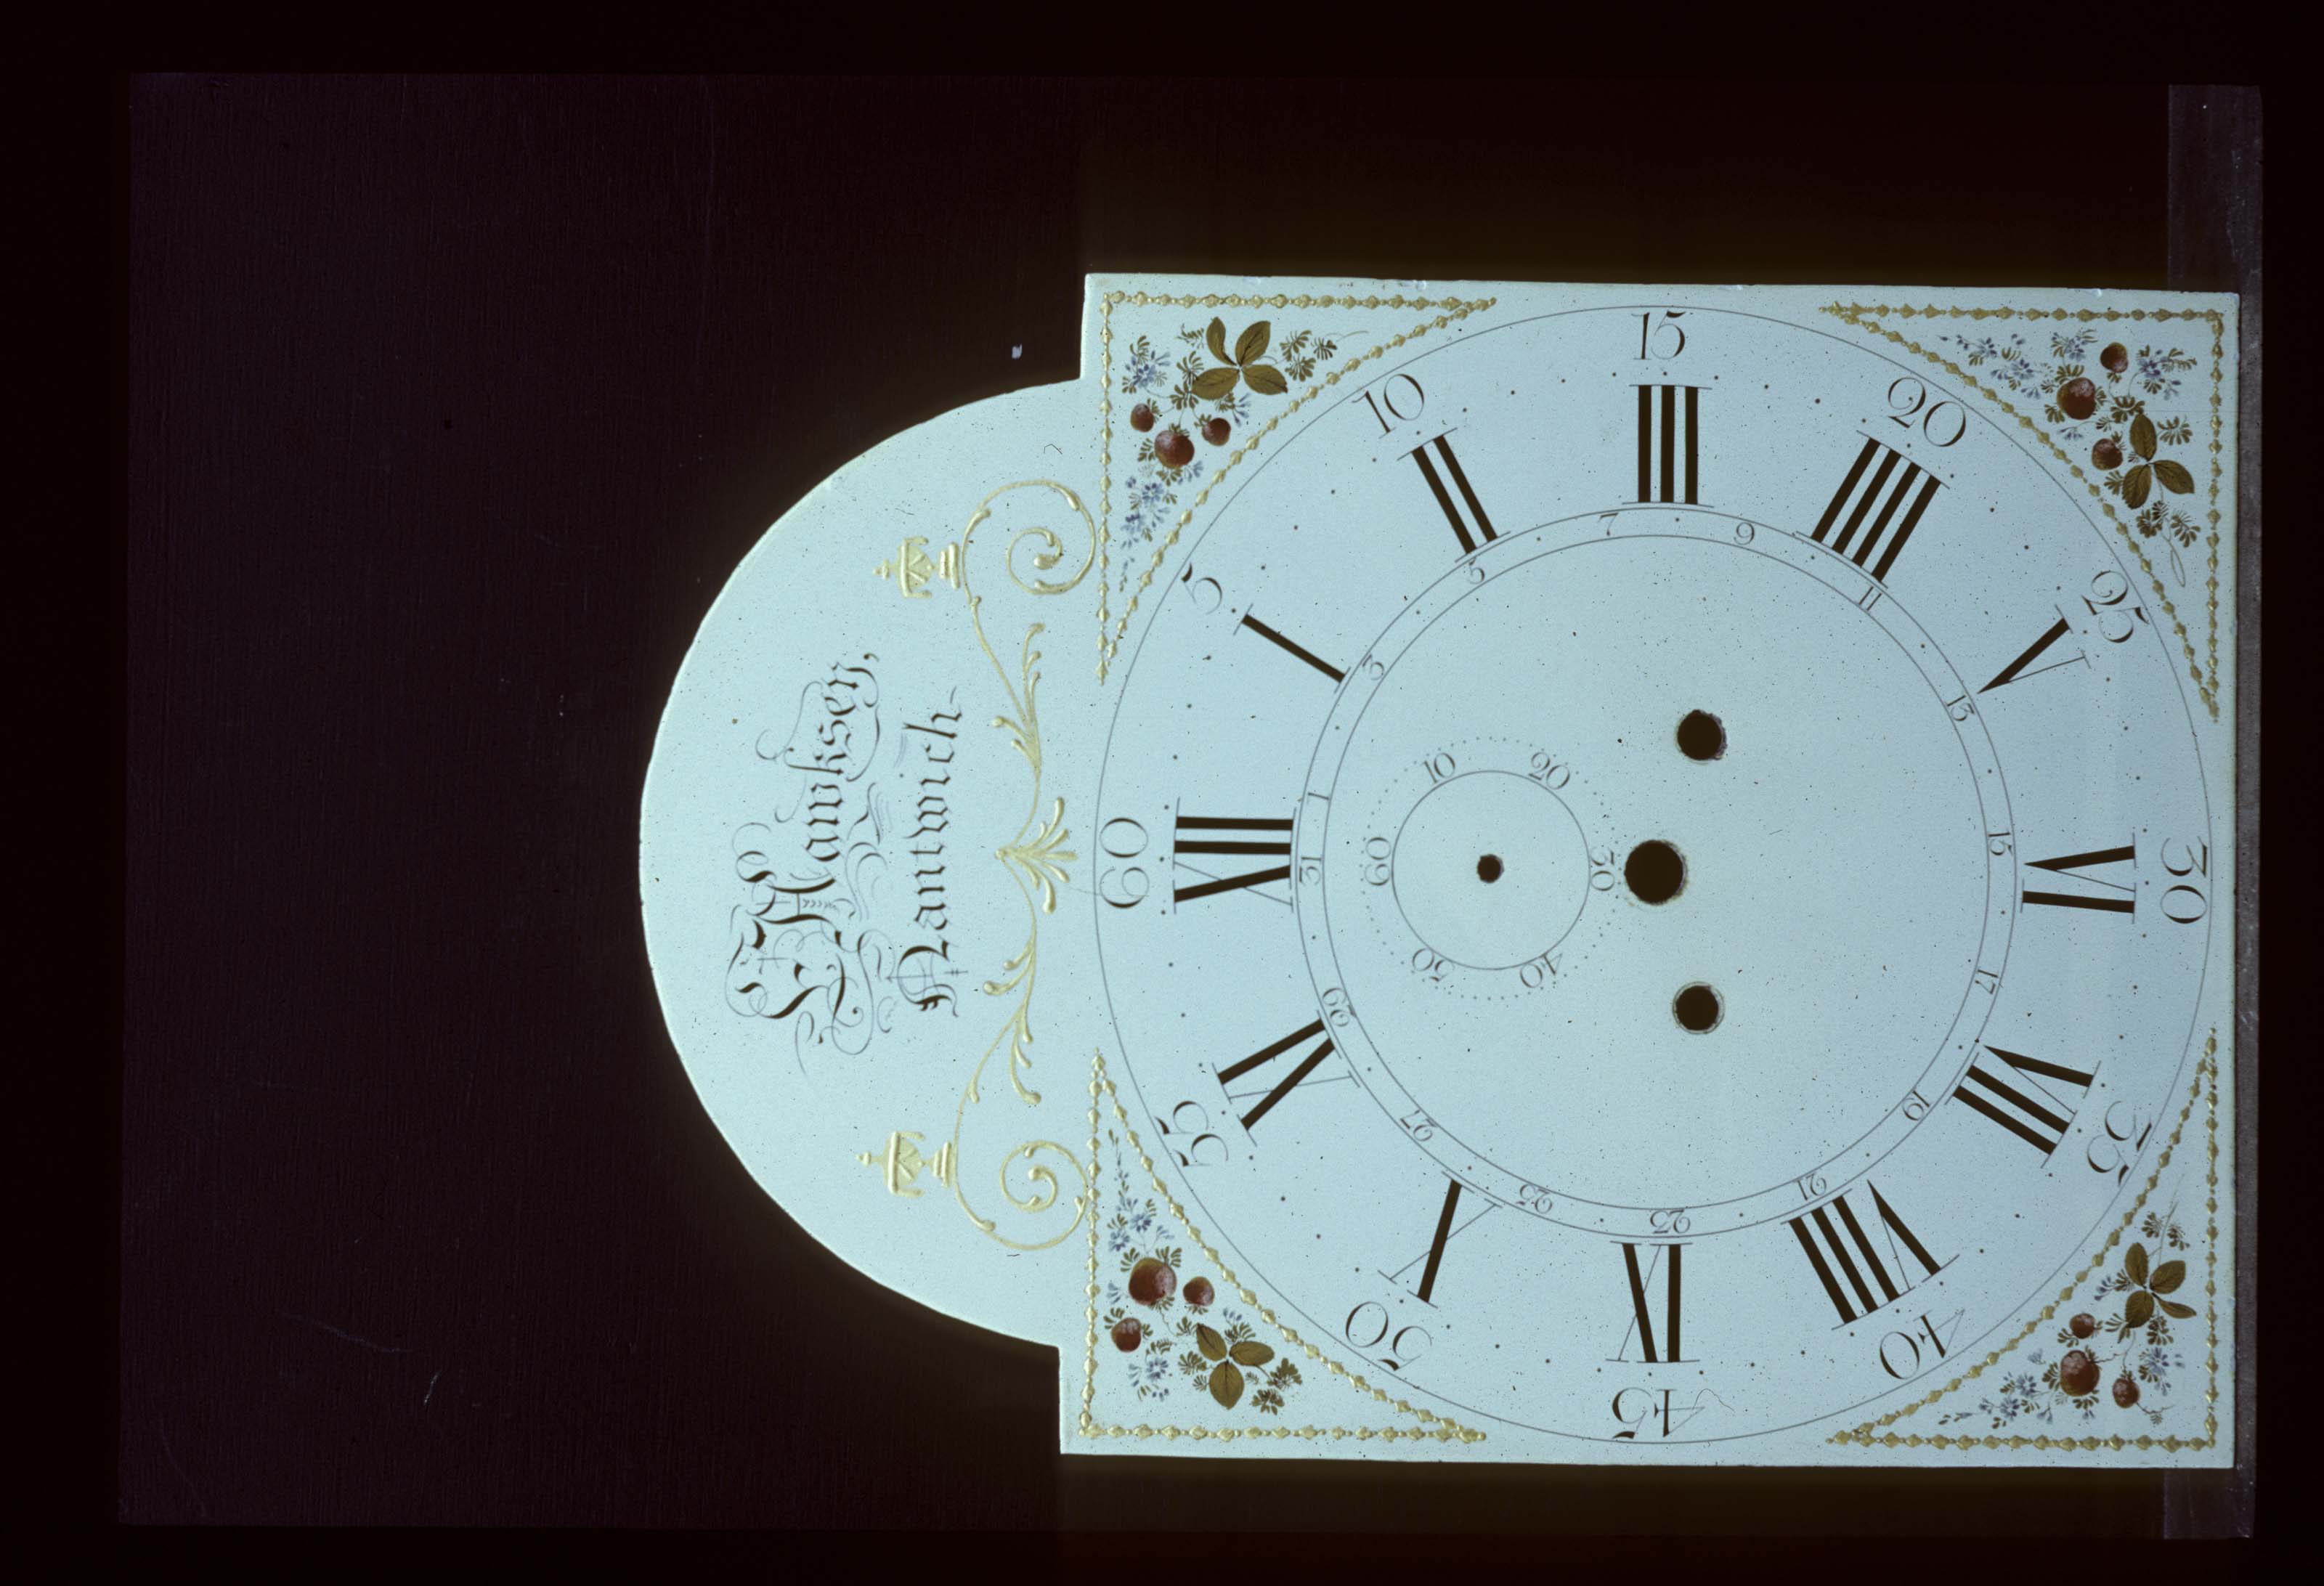 Hawksey,
Nantwich-
60 5 10 15 20 25 30 35 40 45 50 55
XII I II III IIII V VI VII VIII IX X XI
31 1 3 5 7 9 11 13 15 17 19 21 23 25 27 29
60 10 20 30 40 50